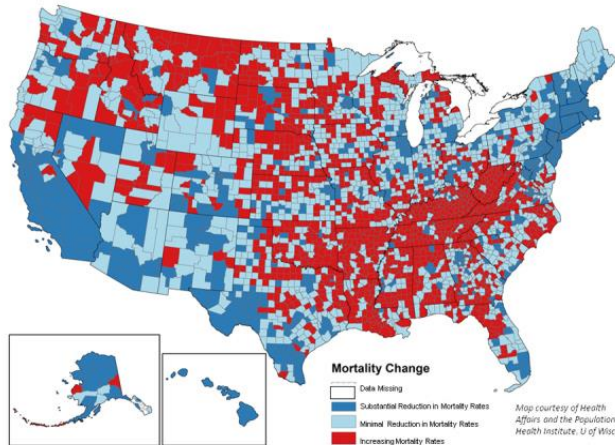 Mortality Change
Data Missing
Substantial Reduction in Mortality Rates
Minimal Reduction in Mortality Rates
Increasing Mortality Rates
Map courtesy of Health
Affairs and the Population
Health Institute. U of Wisc